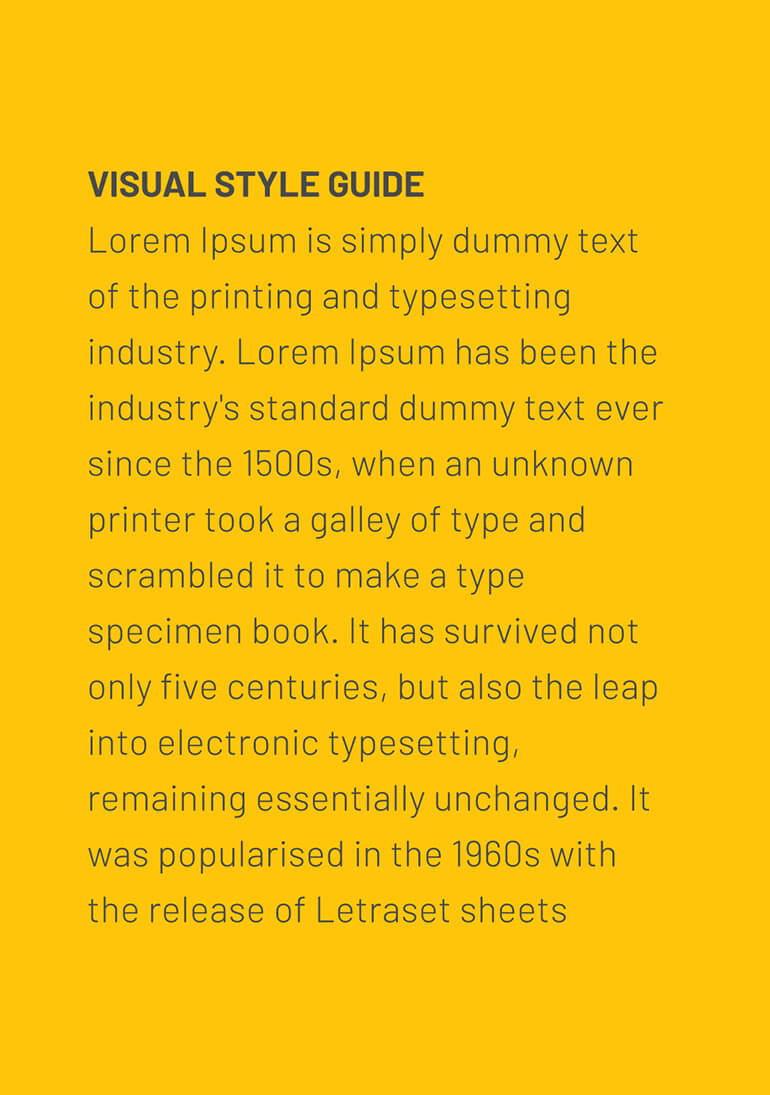 VISUAL STYLE GUIDE
Lorem Ipsum is simply dummy text
of the printing and typesetting
industry. Lorem Ipsum has been the
industry's standard dummy text ever
since the 1500s, when an unknown
printer took a galley of type and
scrambled it to make a type
specimen book. It has survived not
only five centuries, but also the leap
into electronic typesetting,
remaining essentially unchanged. It
was popularised in the 1960s with
the release of Letraset sheets